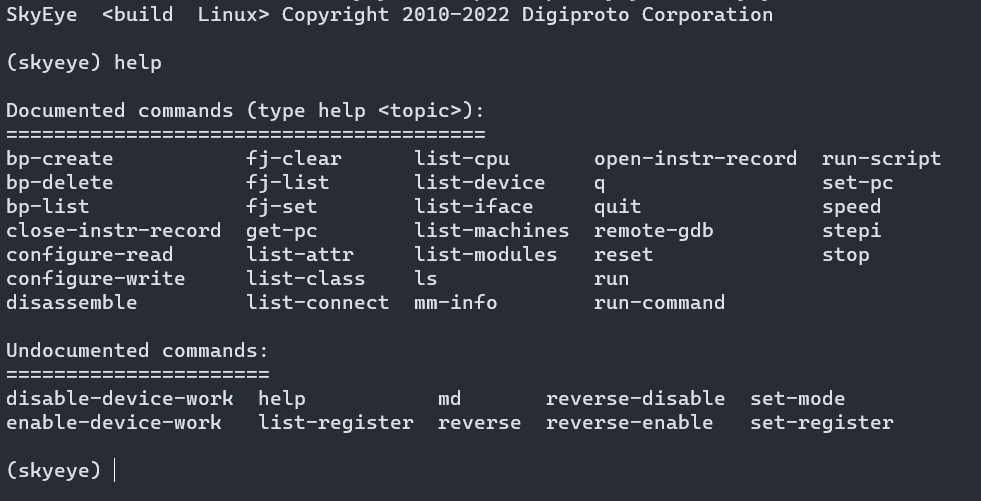 SkyEye  <build  Linux> Copyright 2010-2022 Digiproto Corporation
(skyeye) help
Documented commands (type help <topic>):
========================================
bp-create          fj-clear      list-cpu       open-instr-record  run-script
bp-delete          fj-list       list-device    q                  set-pc
bp-list            fj-set        list-iface     quit               speed
close-instr-record  get-pc        list-machines  remote-gdb         stepi
configure-read     list-attr     list-modules   reset              stop
configure-write    list-class    ls             run
disassemble        list-connect  mm-info        run-command
Undocumented commands:
======================
disable-device-work  help           md       reverse-disable  set-mode
enable-device-work   list-register  reverse  reverse-enable   set-register
(skyeye)